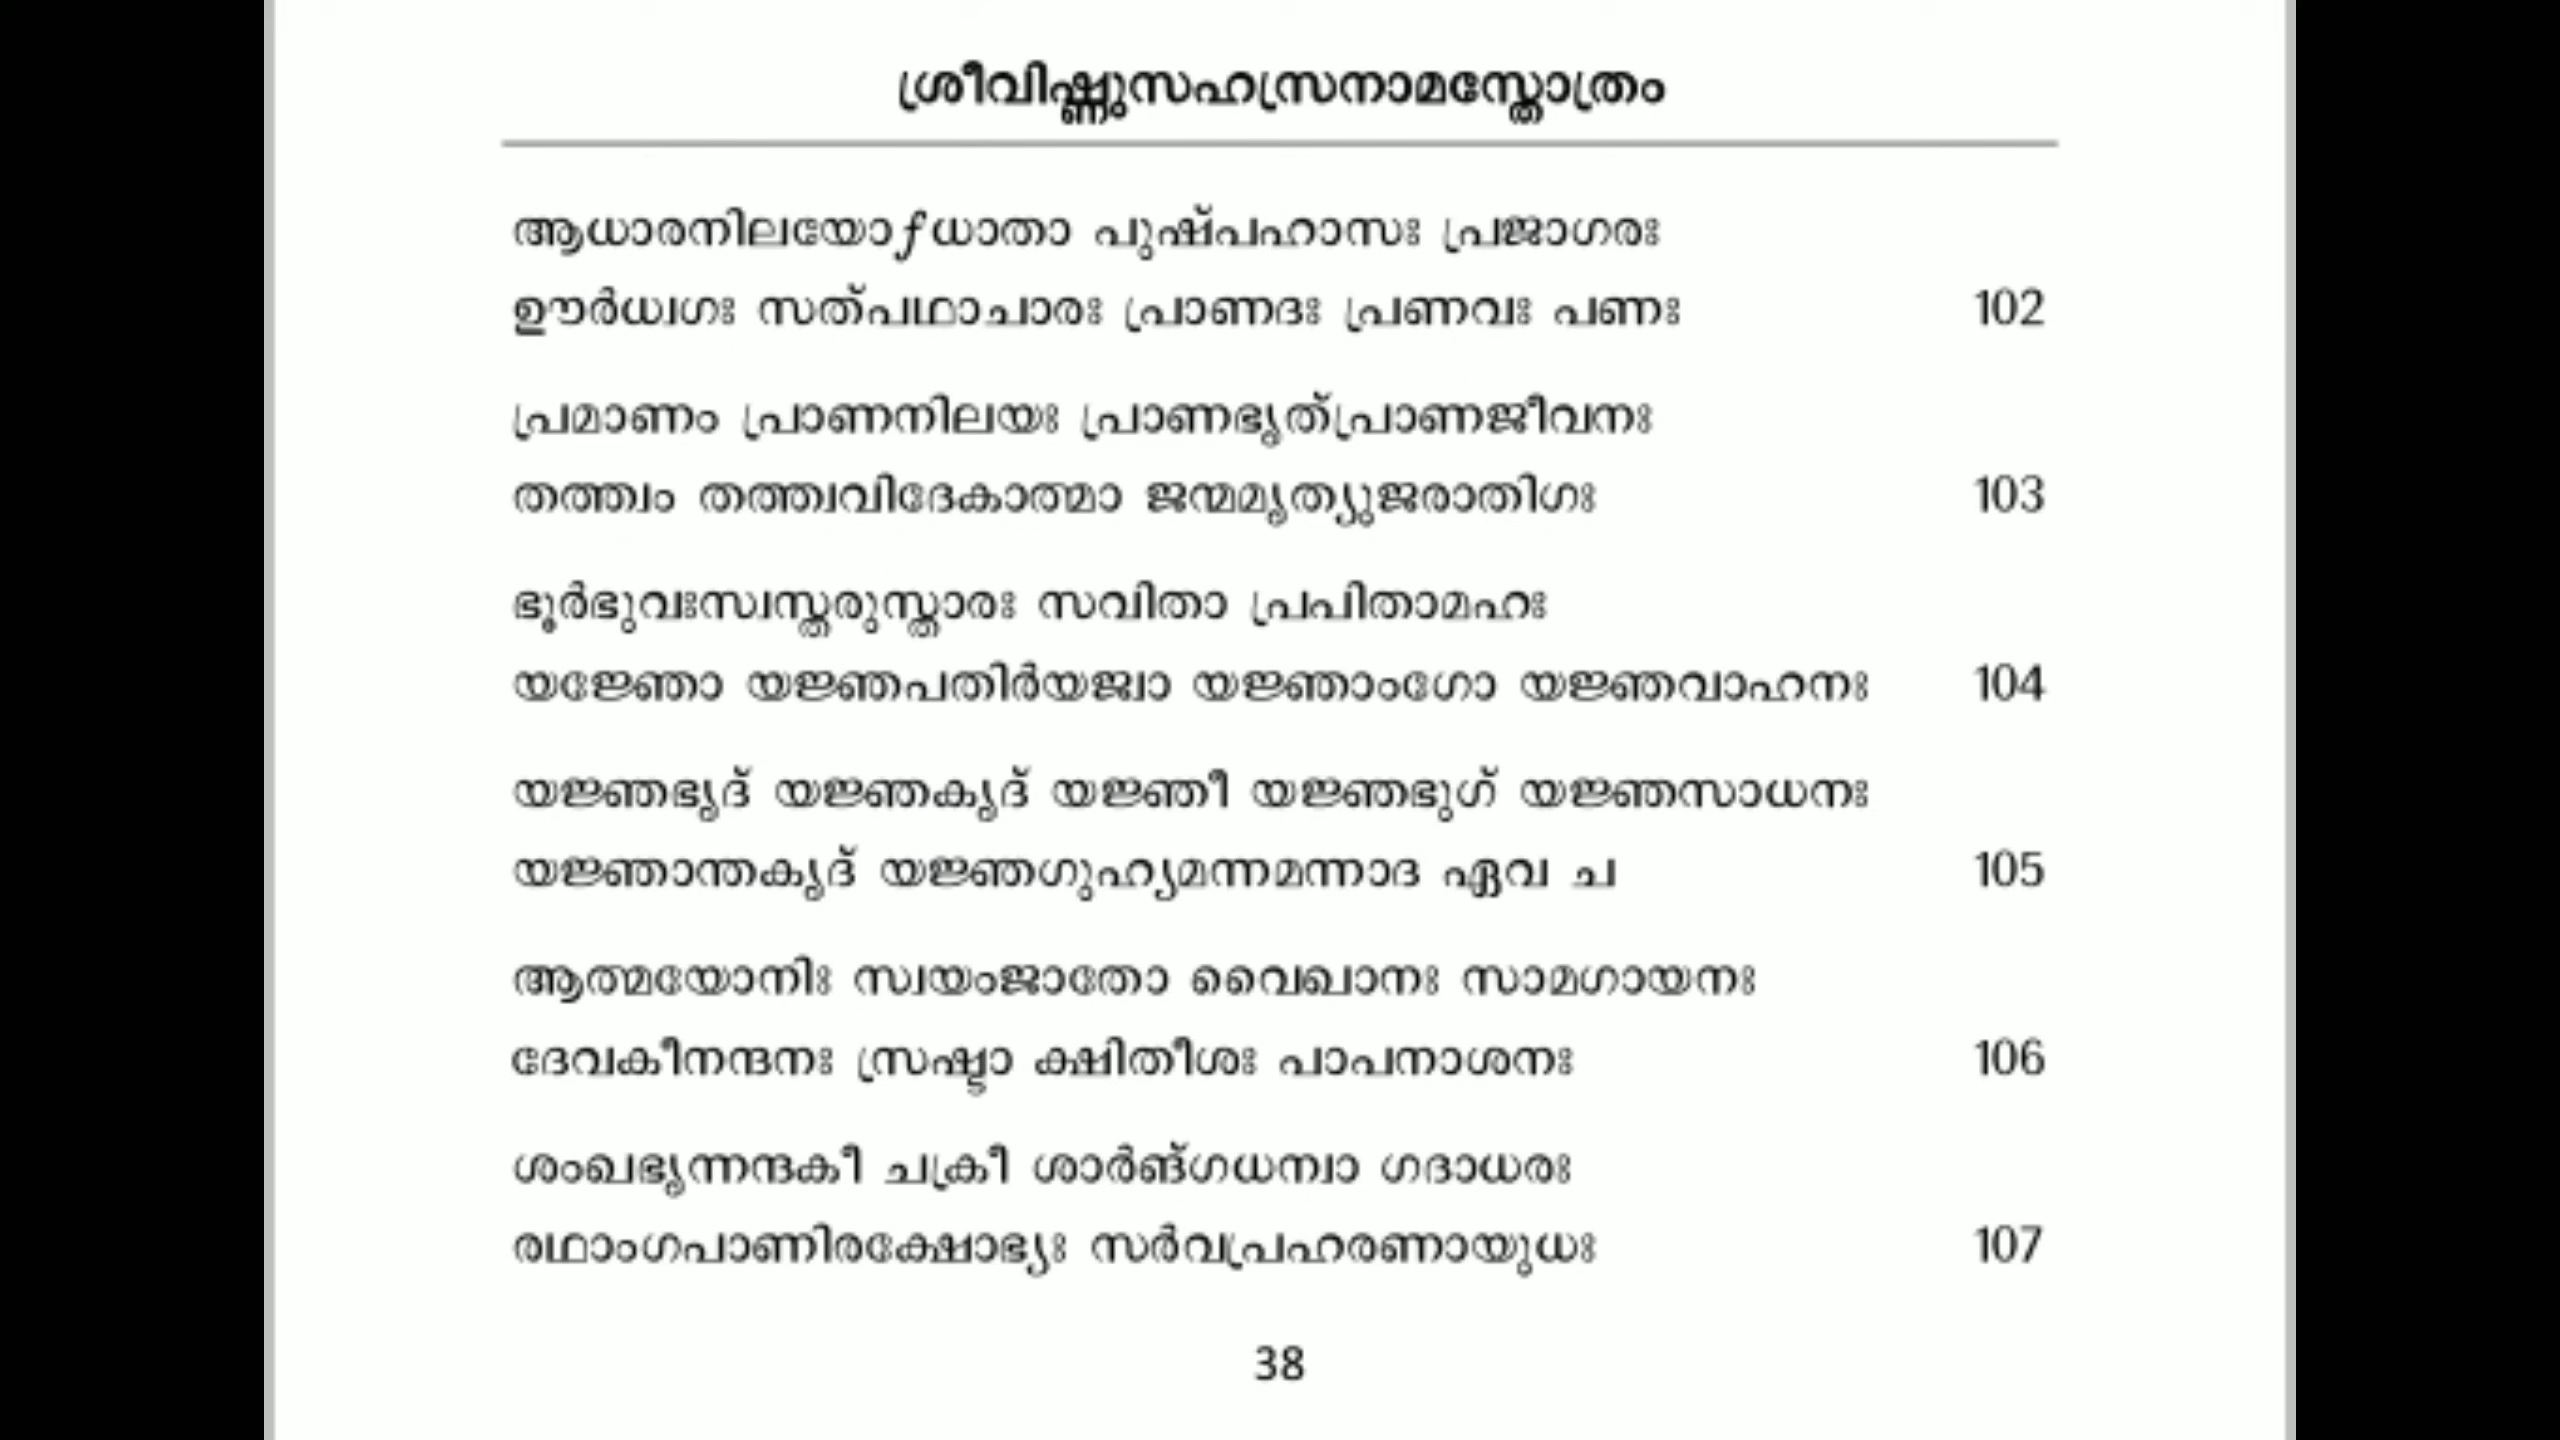 ശ്രീവിഷ്ണുസഹസ്രനാമസ്തോത്രം
ആധാരനിലയോƒധാതാ പുഷ്പഹാസഃ പ്രജാഗരഃ
ഊർധ്വഗഃ സത്പഥാചാരഃ പ്രാണദഃ പ്രണവഃ പണഃ 102
പ്രമാണം പ്രാണനിലയഃ പ്രാണഭൃത്പ്രാണജീവനഃ
തത്ത്വം തത്ത്വവിദേകാത്മാ ജന്മമൃത്യുജരാതിഗഃ 103
ഭൂർഭുവഃസ്വസ്തരുസ്താരഃ സവിതാ പ്രപിതാമഹഃ
യജ്ഞോ യജ്ഞപതിർയജ്വാ യജ്ഞാംഗോ യജ്ഞവാഹനഃ 104
യജ്ഞഭൃദ് യജ്ഞകൃദ് യജ്ഞീ യജ്ഞഭുഗ് യജ്ഞസാധനഃ
യജ്ഞാന്തകൃദ് യജ്ഞഗുഹ്യമന്നമന്നാദ ഏവ ച 105
ആത്മയോനിഃ സ്വയംജാതോ വൈഖാനഃ സാമഗായനഃ
ദേവകീനന്ദനഃ സ്രഷ്ടാ ക്ഷിതീശഃ പാപനാശനഃ 106
ശംഖഭൃന്നന്ദകീ ചക്രീ ശാർങ്ഗധന്വാ ഗദാധരഃ
രഥാംഗപാണിരക്ഷോഭ്യഃ സർവപ്രഹരണായുധഃ 107
38